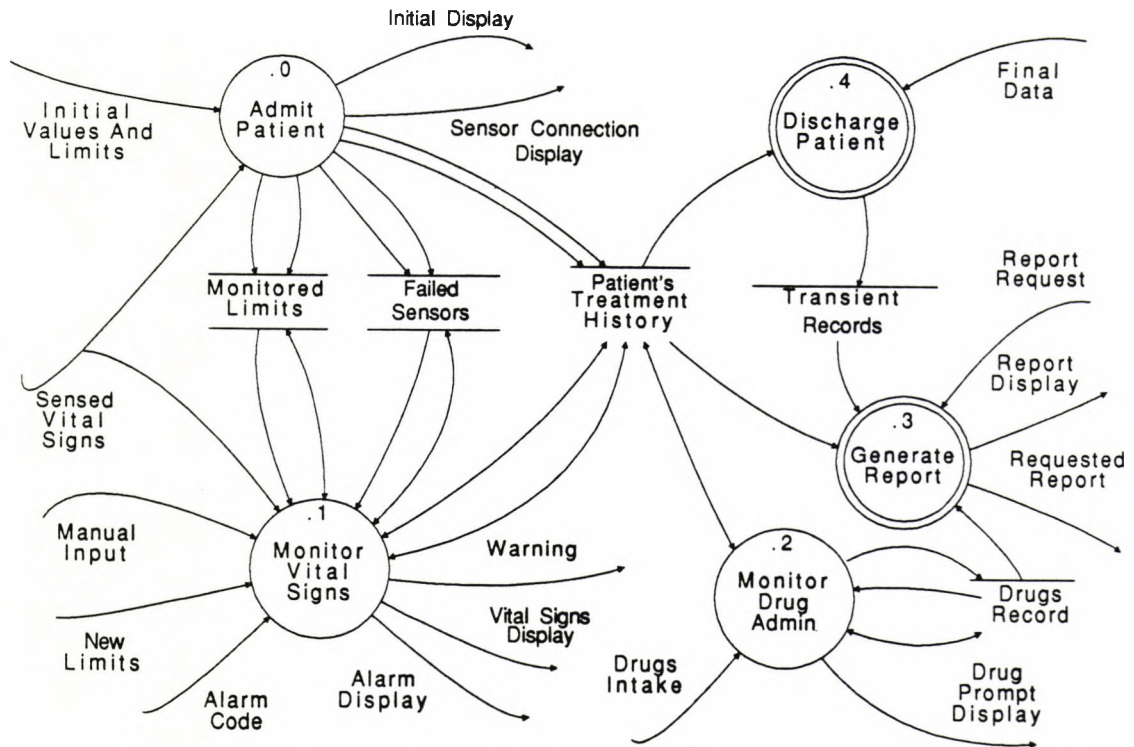 Initial Display
.0
Admit
Patient
Initial
Values And
Limits
Sensor Connection
Display
.4
Discharge
Patient
Final
Data
Monitored
Limits
Failed
Sensors
Patient's
Treatment
History
Transient
Records
Report
Request
Report
Display
Sensed
Vital
Signs
.3
Generate
Report
Requested
Report
Manual
Input
.1
Monitor
Vital
Signs
Warning
.2
Monitor
Drug
Admin.
Drugs
Record
New
Limits
Vital Signs
Display
Alarm
Code
Alarm
Display
Drugs
Intake
Drug
Prompt
Display